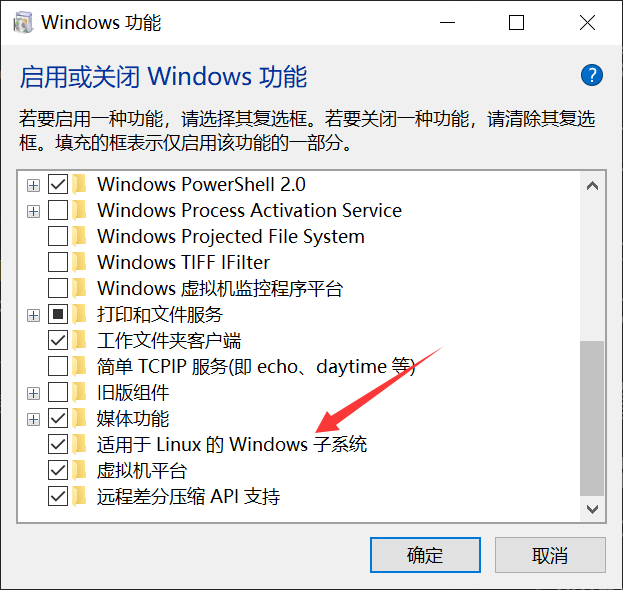 Windows 功能
启用或关闭 Windows 功能
?
若要启用一种功能，请选择其复选框。若要关闭一种功能，请清除其复选
框。填充的框表示仅启用该功能的一部分。
Windows PowerShell 2.0
Windows Process Activation Service
Windows Projected File System
Windows TIFF IFilter
Windows 虚拟机监控程序平台
打印和文件服务
工作文件夹客户端
简单 TCPIP 服务(即 echo、daytime 等)
旧版组件
媒体功能
适用于 Linux 的 Windows 子系统
虚拟机平台
远程差分压缩 API 支持
确定
取消